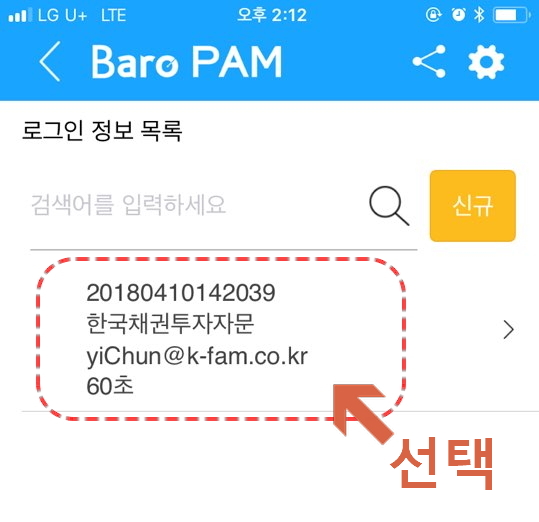 LG U+ LTE 오후 2:12
Baro PAM
로그인 정보 목록
검색어를 입력하세요
신규
20180410142039
한국채권투자자문
yiChun@k-fam.co.kr
60초
선택